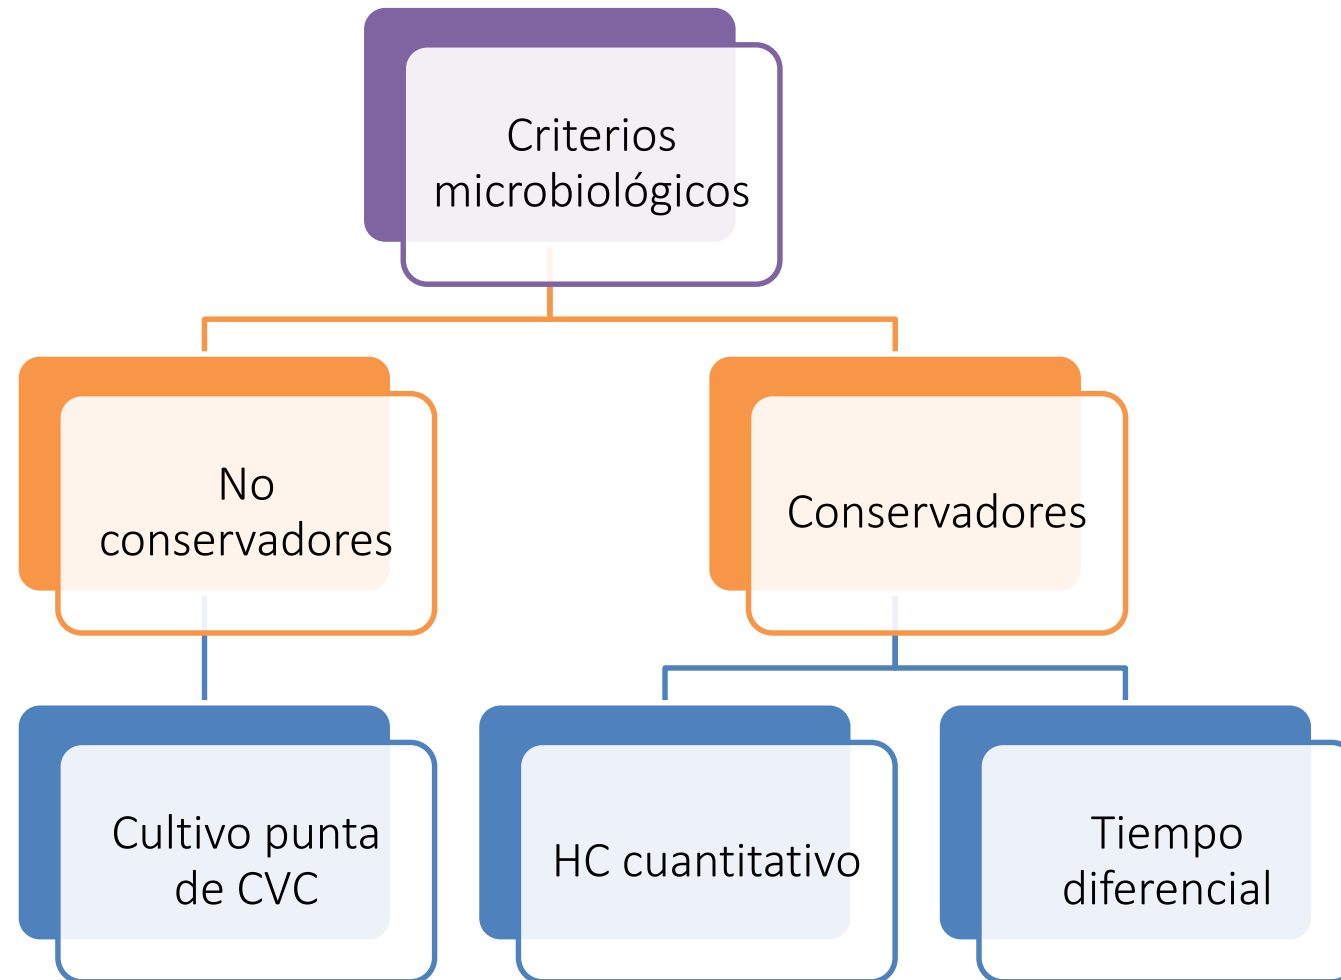 Criterios
microbiológicos
No
conservadores
Conservadores
Cultivo punta
de CVC
HC cuantitativo
Tiempo
diferencial